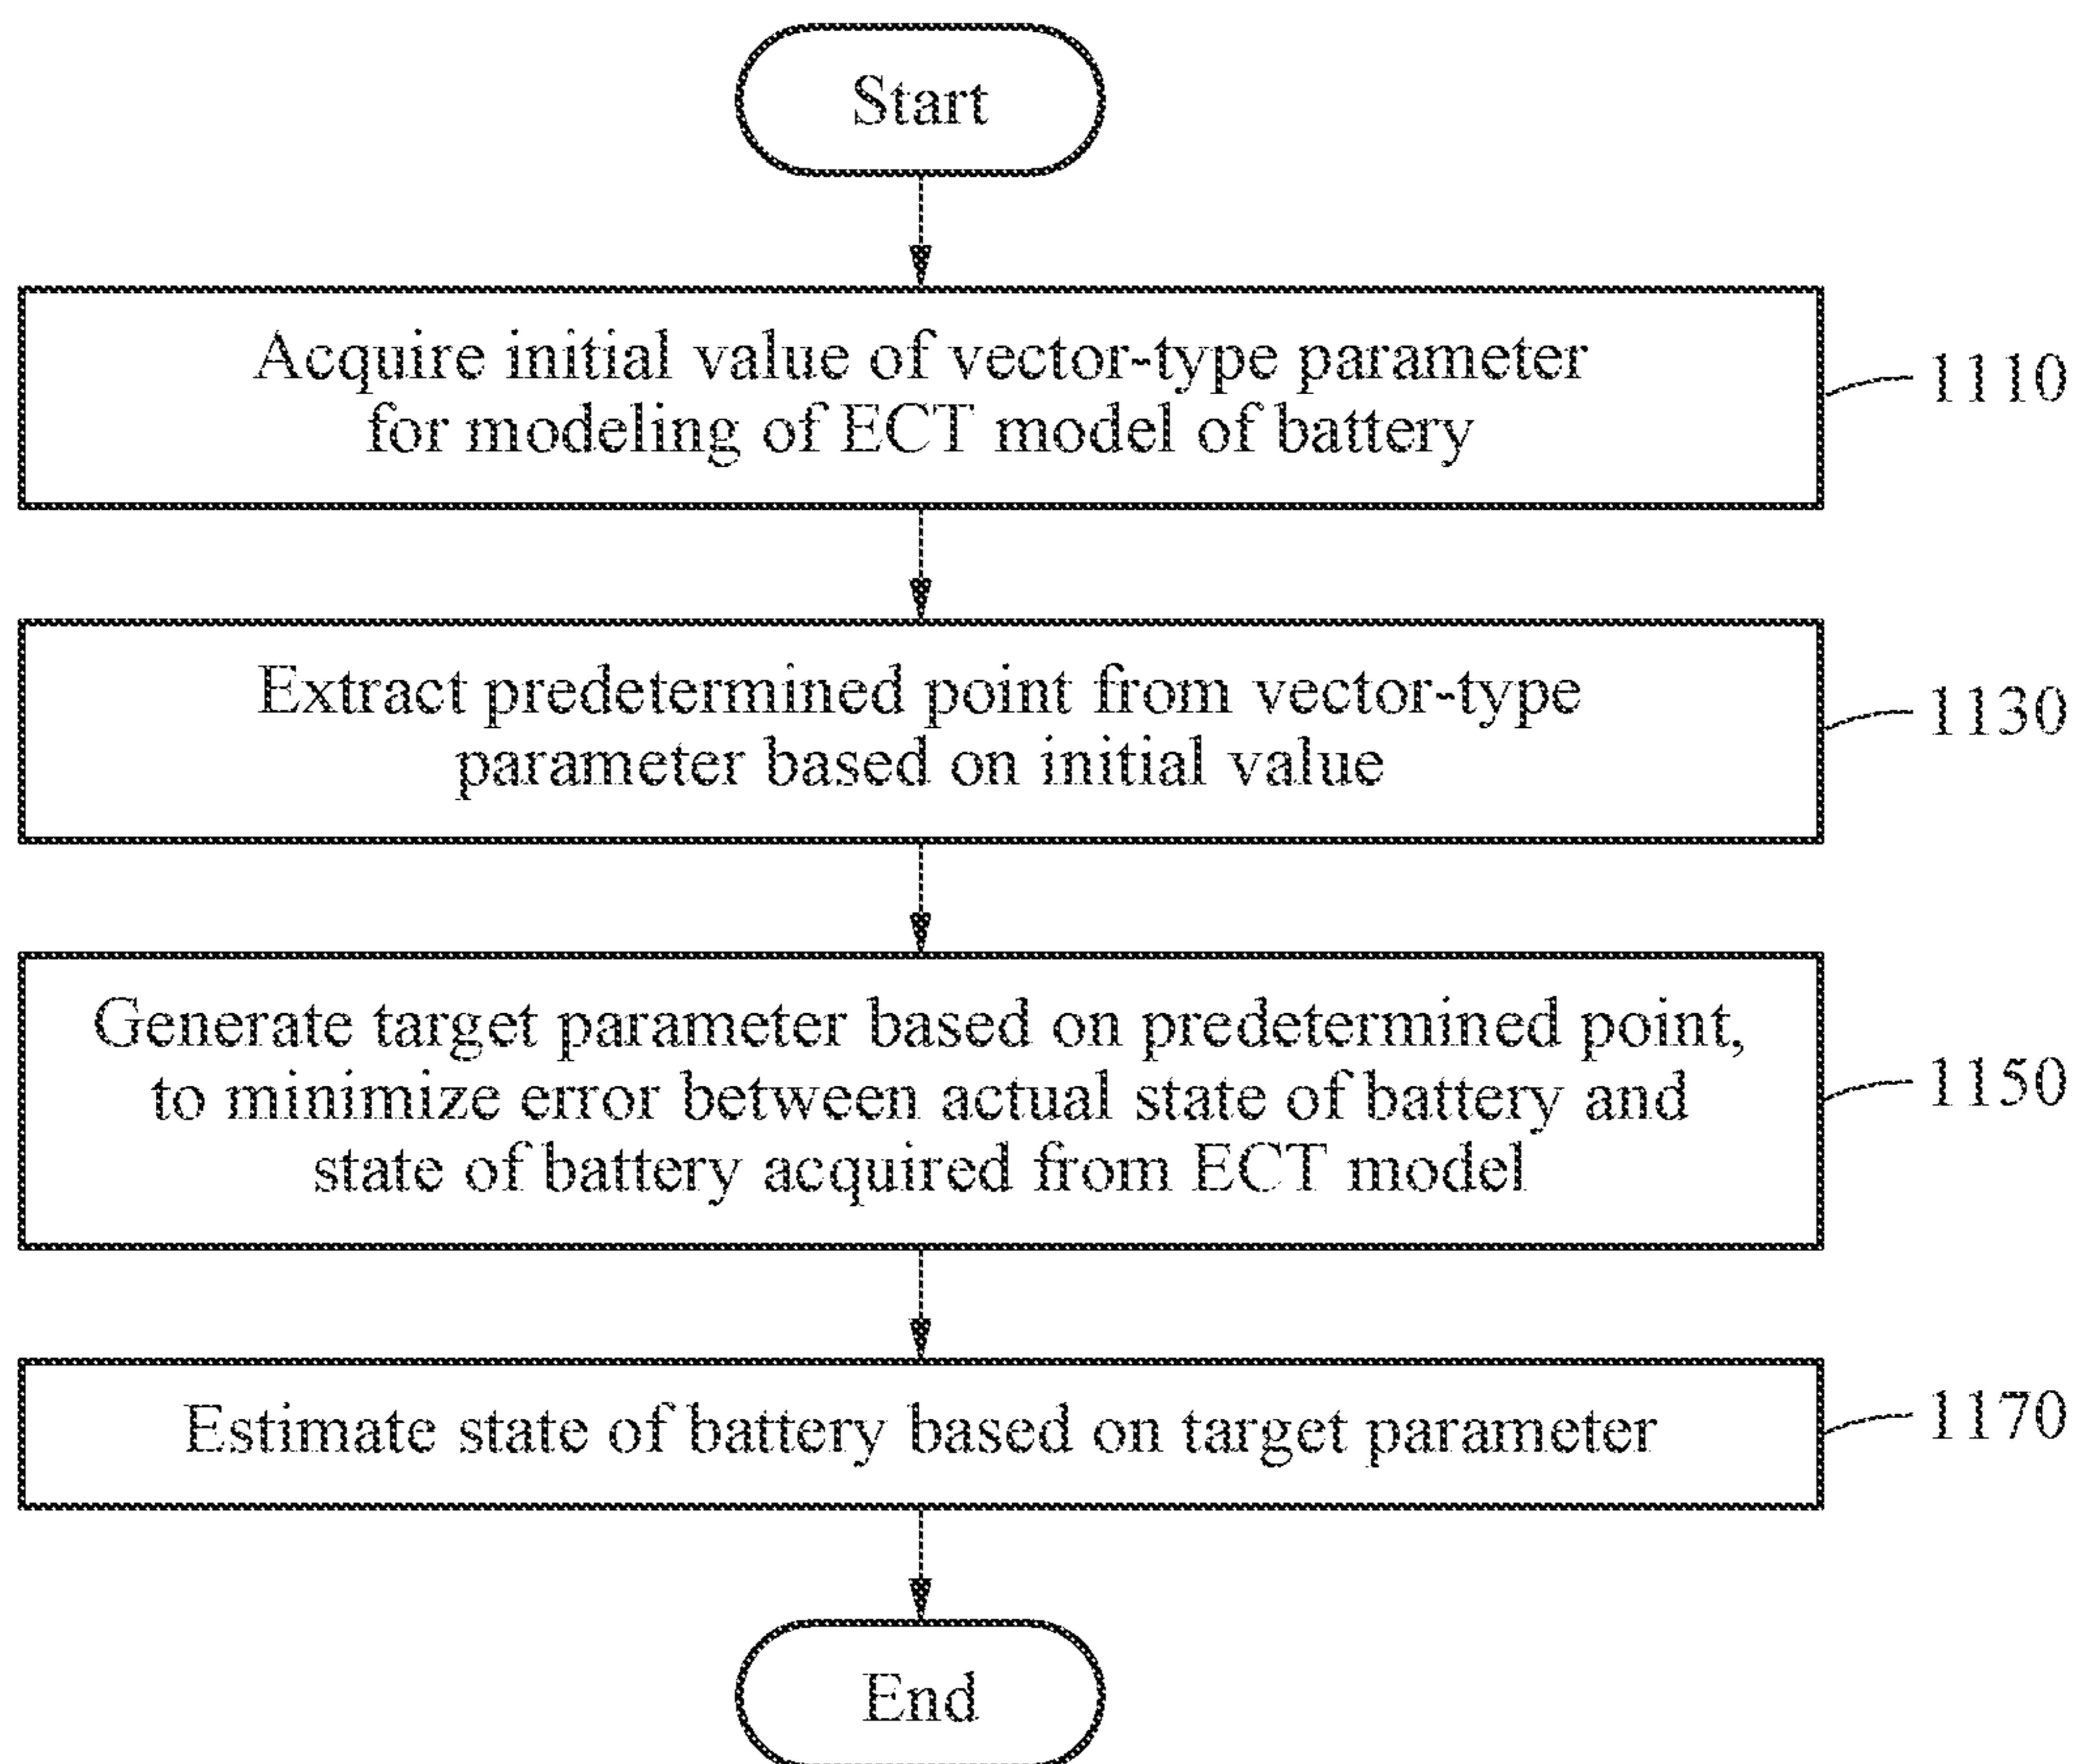 Start
Acquire initial value of vector-type parameter
for modeling of ECT model of battery
1110
Extract predetermined point from vector-type
parameter based on initial value
1130
Generate target parameter based on predetermined point,
to minimize error between actual state of battery and
state of battery acquired from ECT model
1150
Estimate state of battery based on target parameter
1170
End